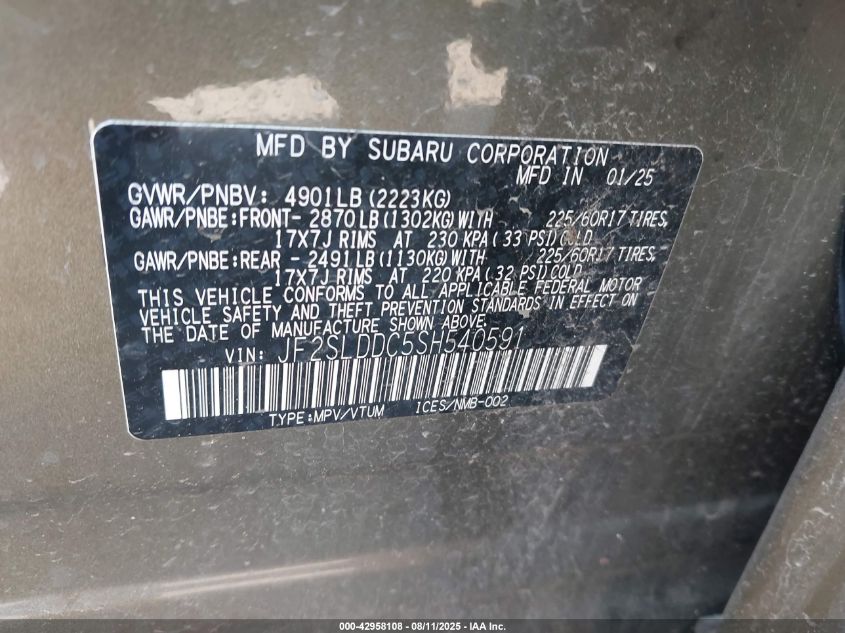 MFD BY SUBARU CORPORATION
MFD IN 01/25
GVWR/PNBV: 4901LB (2223KG)
GAWR/PNBE:FRONT- 2870 LB (1302KG) WITH 225/60R17 TIRES,
17X7J RIMS AT 230 KPA ( 33 PSI) COLD
GAWR/PNBE:REAR - 2491 LB (1130KG) WITH 225/60R17 TIRES,
17X7J RIMS AT 220 KPA ( 32 PSI) COLD
THIS VEHICLE CONFORMS TO ALL APPLICABLE FEDERAL MOTOR
VEHICLE SAFETY AND THEFT PREVENTION STANDARDS IN EFFECT ON
THE DATE OF MANUFACTURE SHOWN ABOVE.
VIN: JF2SLDDC5SH540591
TYPE:MPV/VTUM ICES/NMB-002
000-42958108 - 08/11/2025 - IAA Inc.